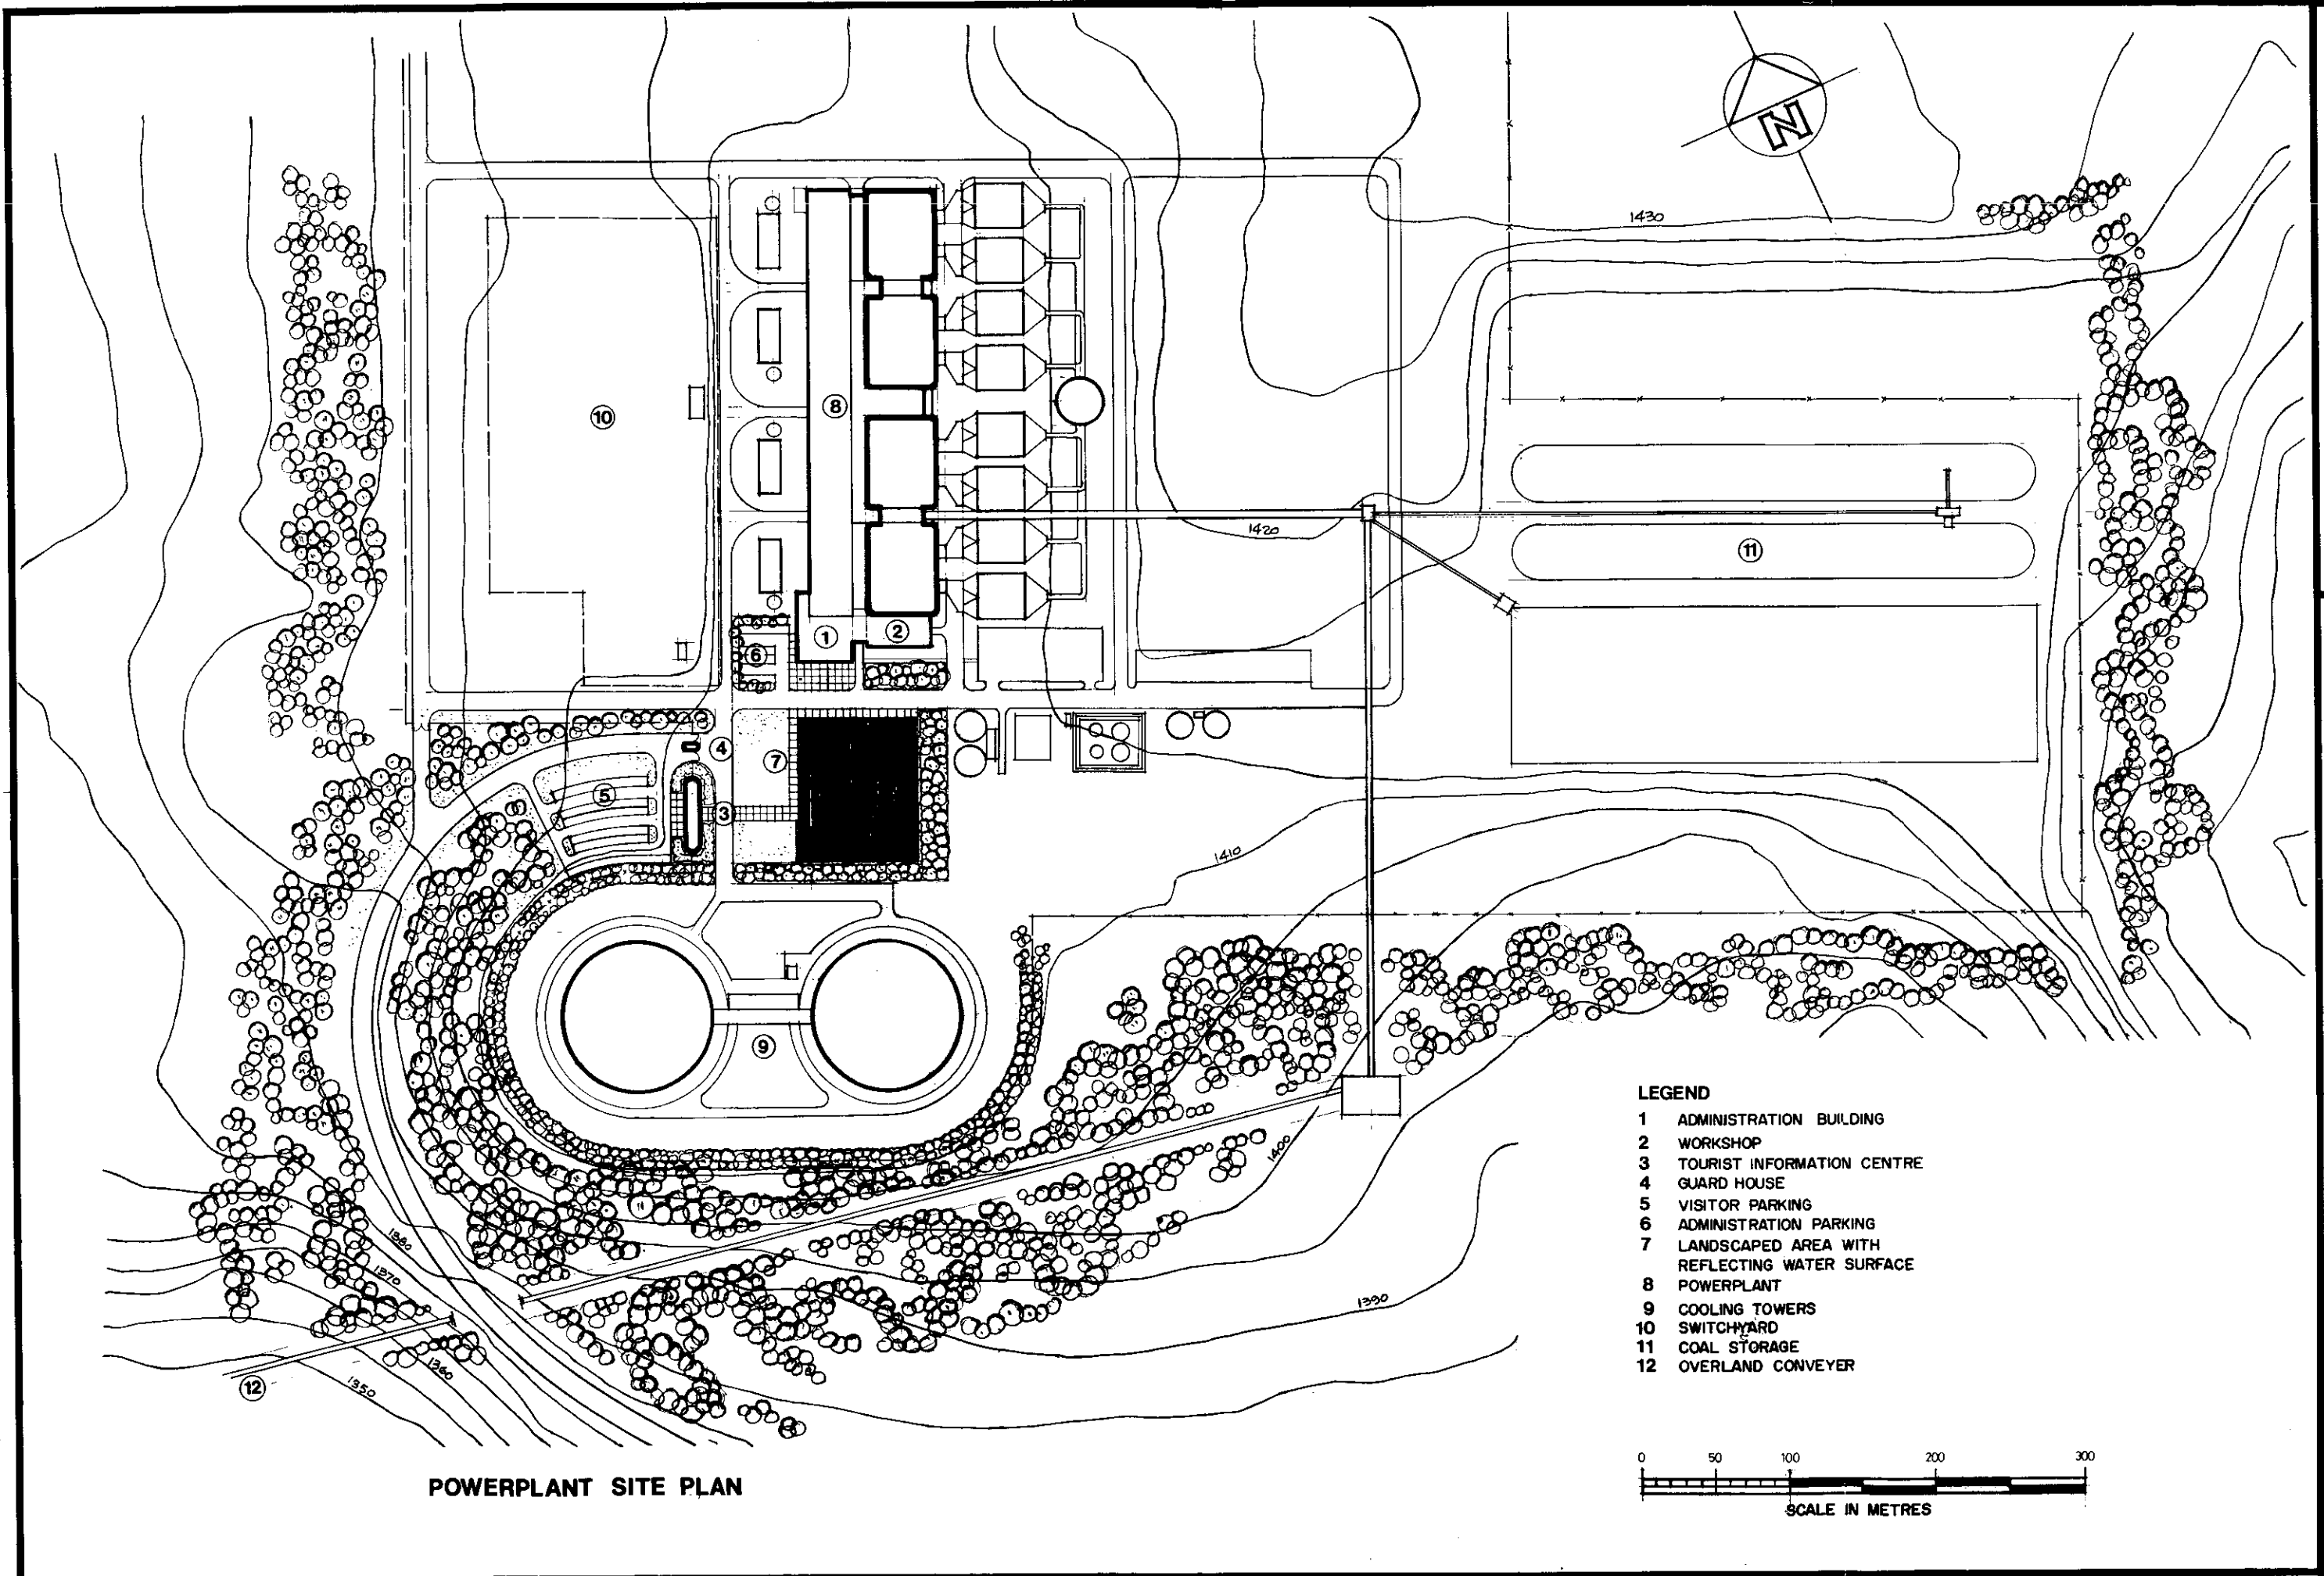 N
1430
10
8
1420
11
1
2
6
4
7
5
3
1410
9
1400
1380
1370
1390
1360
1350
12
LEGEND
1 ADMINISTRATION BUILDING
2 WORKSHOP
3 TOURIST INFORMATION CENTRE
4 GUARD HOUSE
5 VISITOR PARKING
6 ADMINISTRATION PARKING
7 LANDSCAPED AREA WITH
REFLECTING WATER SURFACE
8 POWERPLANT
9 COOLING TOWERS
10 SWITCHYARD
11 COAL STORAGE
12 OVERLAND CONVEYER
POWERPLANT SITE PLAN
0 50 100 200 300
SCALE IN METRES